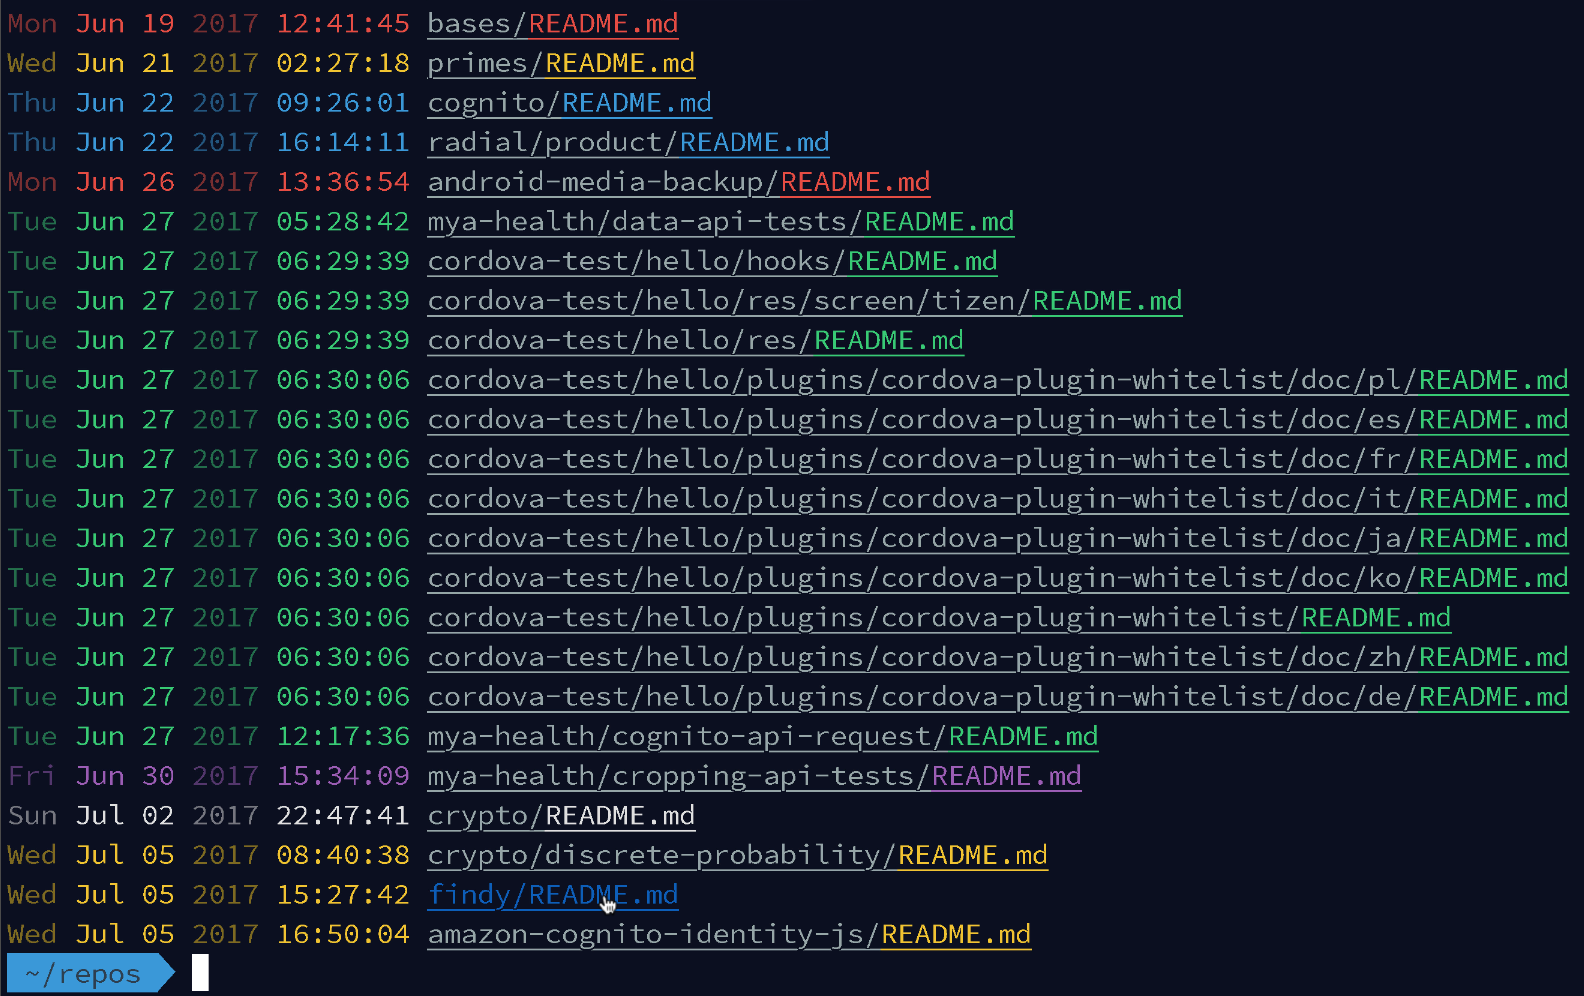 Mon Jun 19 2017 12:41:45 bases/README.md
Wed Jun 21 2017 02:27:18 primes/README.md
Thu Jun 22 2017 09:26:01 cognito/README.md
Thu Jun 22 2017 16:14:11 radial/product/README.md
Mon Jun 26 2017 13:36:54 android-media-backup/README.md
Tue Jun 27 2017 05:28:42 mya-health/data-api-tests/README.md
Tue Jun 27 2017 06:29:39 cordova-test/hello/hooks/README.md
Tue Jun 27 2017 06:29:39 cordova-test/hello/res/screen/tizen/README.md
Tue Jun 27 2017 06:29:39 cordova-test/hello/res/README.md
Tue Jun 27 2017 06:30:06 cordova-test/hello/plugins/cordova-plugin-whitelist/doc/pl/README.md
Tue Jun 27 2017 06:30:06 cordova-test/hello/plugins/cordova-plugin-whitelist/doc/es/README.md
Tue Jun 27 2017 06:30:06 cordova-test/hello/plugins/cordova-plugin-whitelist/doc/fr/README.md
Tue Jun 27 2017 06:30:06 cordova-test/hello/plugins/cordova-plugin-whitelist/doc/it/README.md
Tue Jun 27 2017 06:30:06 cordova-test/hello/plugins/cordova-plugin-whitelist/doc/ja/README.md
Tue Jun 27 2017 06:30:06 cordova-test/hello/plugins/cordova-plugin-whitelist/doc/ko/README.md
Tue Jun 27 2017 06:30:06 cordova-test/hello/plugins/cordova-plugin-whitelist/README.md
Tue Jun 27 2017 06:30:06 cordova-test/hello/plugins/cordova-plugin-whitelist/doc/zh/README.md
Tue Jun 27 2017 06:30:06 cordova-test/hello/plugins/cordova-plugin-whitelist/doc/de/README.md
Tue Jun 27 2017 12:17:36 mya-health/cognito-api-request/README.md
Fri Jun 30 2017 15:34:09 mya-health/cropping-api-tests/README.md
Sun Jul 02 2017 22:47:41 crypto/README.md
Wed Jul 05 2017 08:40:38 crypto/discrete-probability/README.md
Wed Jul 05 2017 15:27:42 findy/README.md
Wed Jul 05 2017 16:50:04 amazon-cognito-identity-js/README.md
~/repos